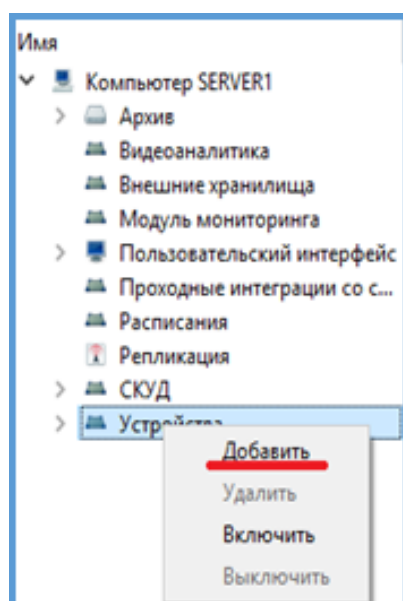 Имя
Компьютер SERVER1
Архив
Видеоаналитика
Внешние хранилища
Модуль мониторинга
Пользовательский интерфейс
Проходные интеграции со с...
Расписания
Репликация
СКУД
Устройства
Добавить
Удалить
Включить
Выключить